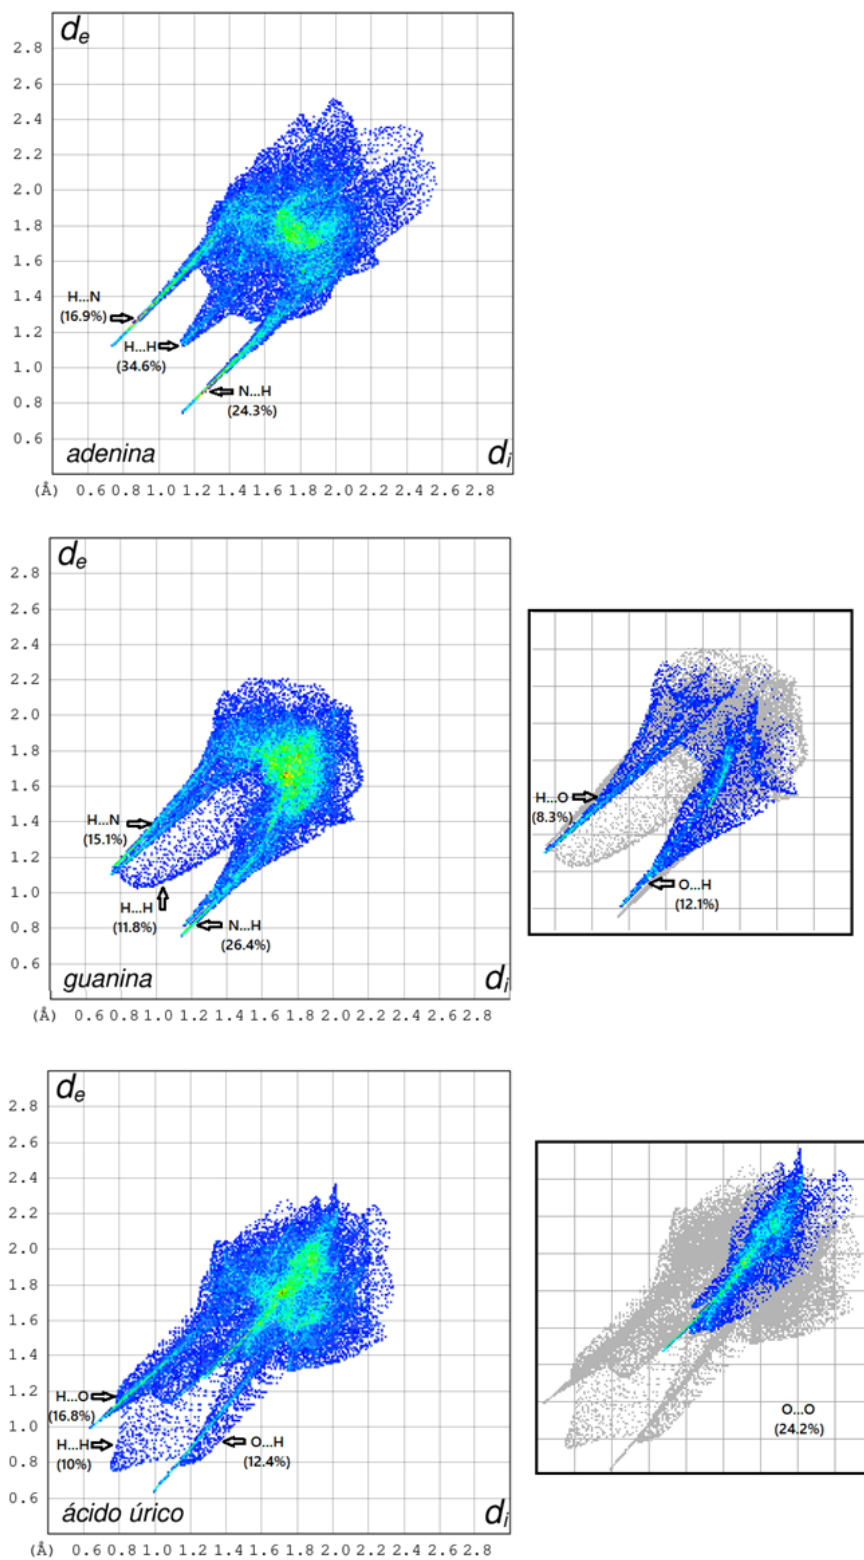 dₑ
2.8
2.6
2.4
2.2
2.0
1.8
1.6
1.4
H...N
(16.9%)
1.2
H...H
(34.6%)
1.0
N...H
(24.3%)
0.8
0.6
adenina
dᵢ
(Å) 0.6 0.8 1.0 1.2 1.4 1.6 1.8 2.0 2.2 2.4 2.6 2.8
dₑ
2.8
2.6
2.4
2.2
2.0
1.8
1.6
1.4
H...N
(15.1%)
1.2
1.0
H...H
(11.8%)
0.8
N...H
(26.4%)
0.6
guanina
dᵢ
(Å) 0.6 0.8 1.0 1.2 1.4 1.6 1.8 2.0 2.2 2.4 2.6 2.8
H...O
(8.3%)
O...H
(12.1%)
dₑ
2.8
2.6
2.4
2.2
2.0
1.8
1.6
1.4
1.2
H...O
(16.8%)
1.0
H...H
(10%)
O...H
(12.4%)
0.8
0.6
ácido úrico
dᵢ
(Å) 0.6 0.8 1.0 1.2 1.4 1.6 1.8 2.0 2.2 2.4 2.6 2.8
O...O
(24.2%)